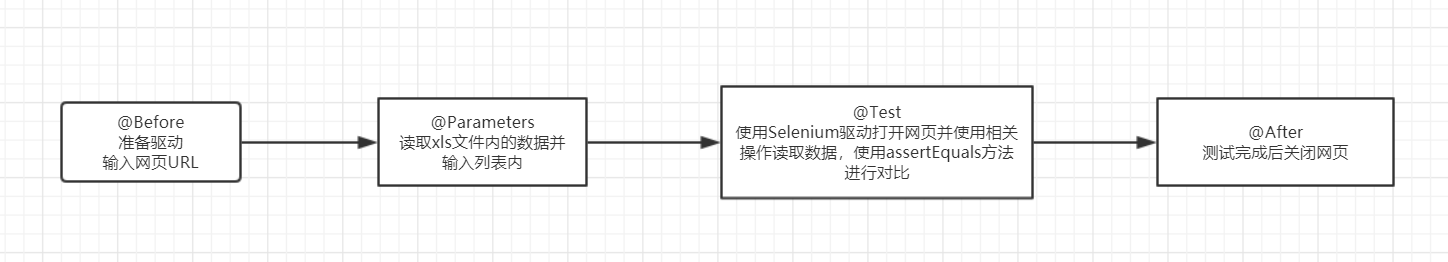 @Before
准备驱动
输入网页URL
@Parameters
读取xls文件内的数据并
输入列表内
@Test
使用Selenium驱动打开网页并使用相关
操作读取数据，使用assertEquals方法
进行对比
@After
测试完成后关闭网页